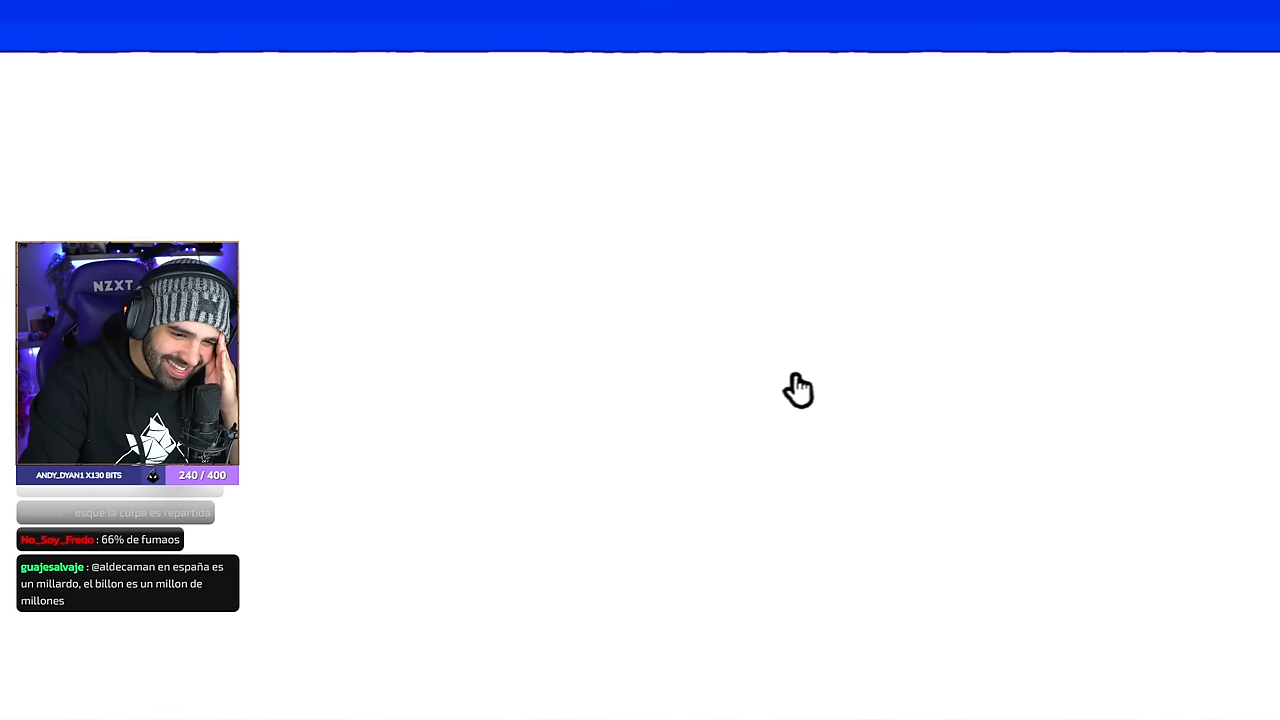 NZXT
ANDY_DYAN1 X130 BITS
240 / 400
: esque la culpa es repartida
No_Soy_Fredo : 66% de fumaos
guajesalvaje : @aldecaman en españa es
un millardo, el billon es un millon de
millones